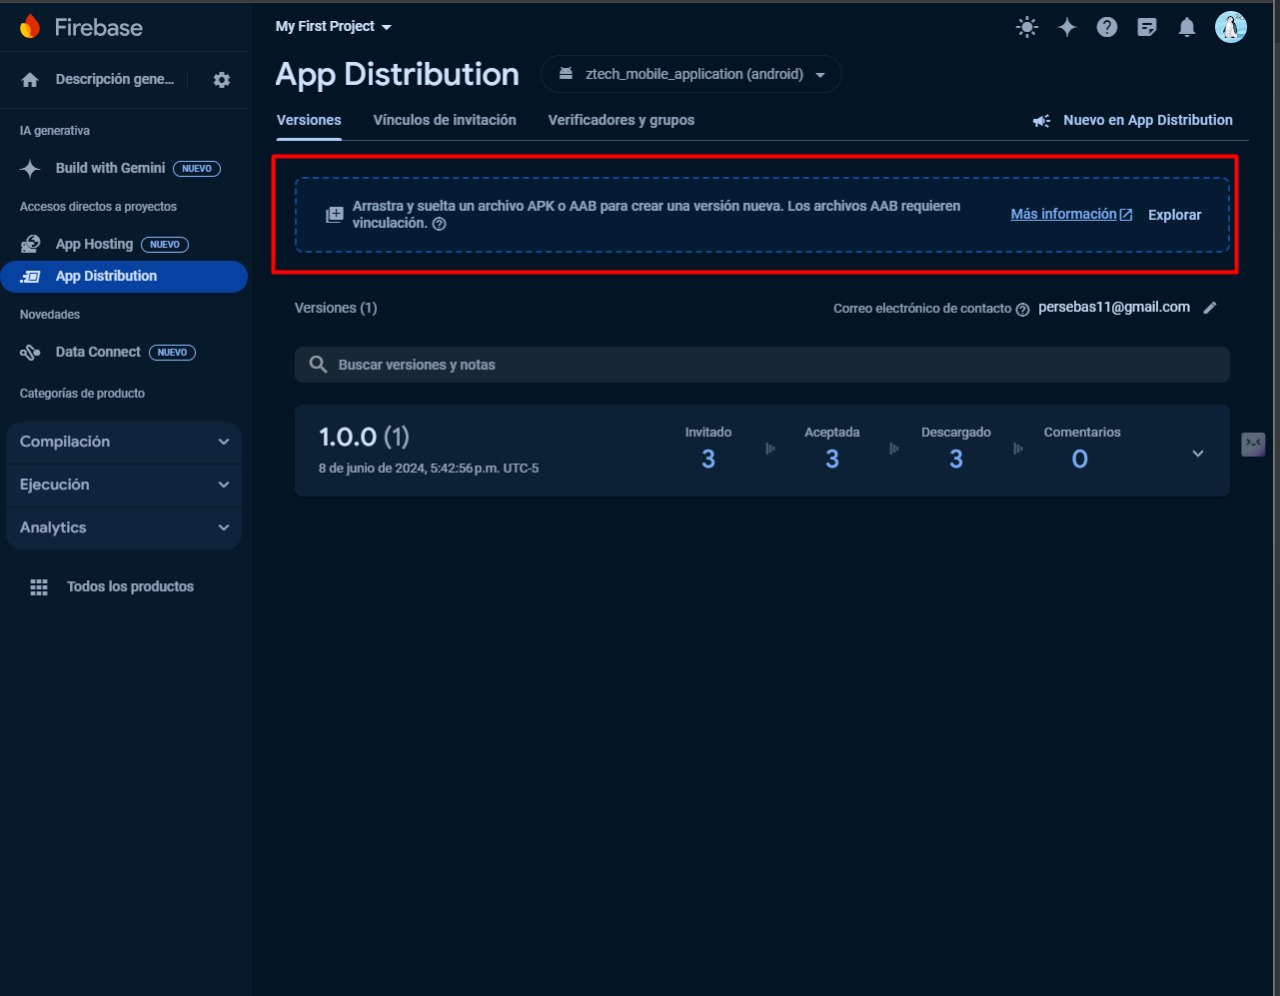 Firebase
My First Project
Descripción gene...
App Distribution
ztech_mobile_application (android)
IA generativa
Versiones
Vínculos de invitación
Verificadores y grupos
Nuevo en App Distribution
Build with Gemini
NUEVO
Accesos directos a proyectos
Arrastra y suelta un archivo APK o AAB para crear una versión nueva. Los archivos AAB requieren
vinculación.
Más información
Explorar
App Hosting
NUEVO
App Distribution
Novedades
Versiones (1)
Correo electrónico de contacto
persebas11@gmail.com
Data Connect
NUEVO
Buscar versiones y notas
Categorías de producto
Compilación
Ejecución
Analytics
1.0.0 (1)
8 de junio de 2024, 5:42:56 p.m. UTC-5
Invitado
3
Aceptada
3
Descargado
3
Comentarios
0
Todos los productos